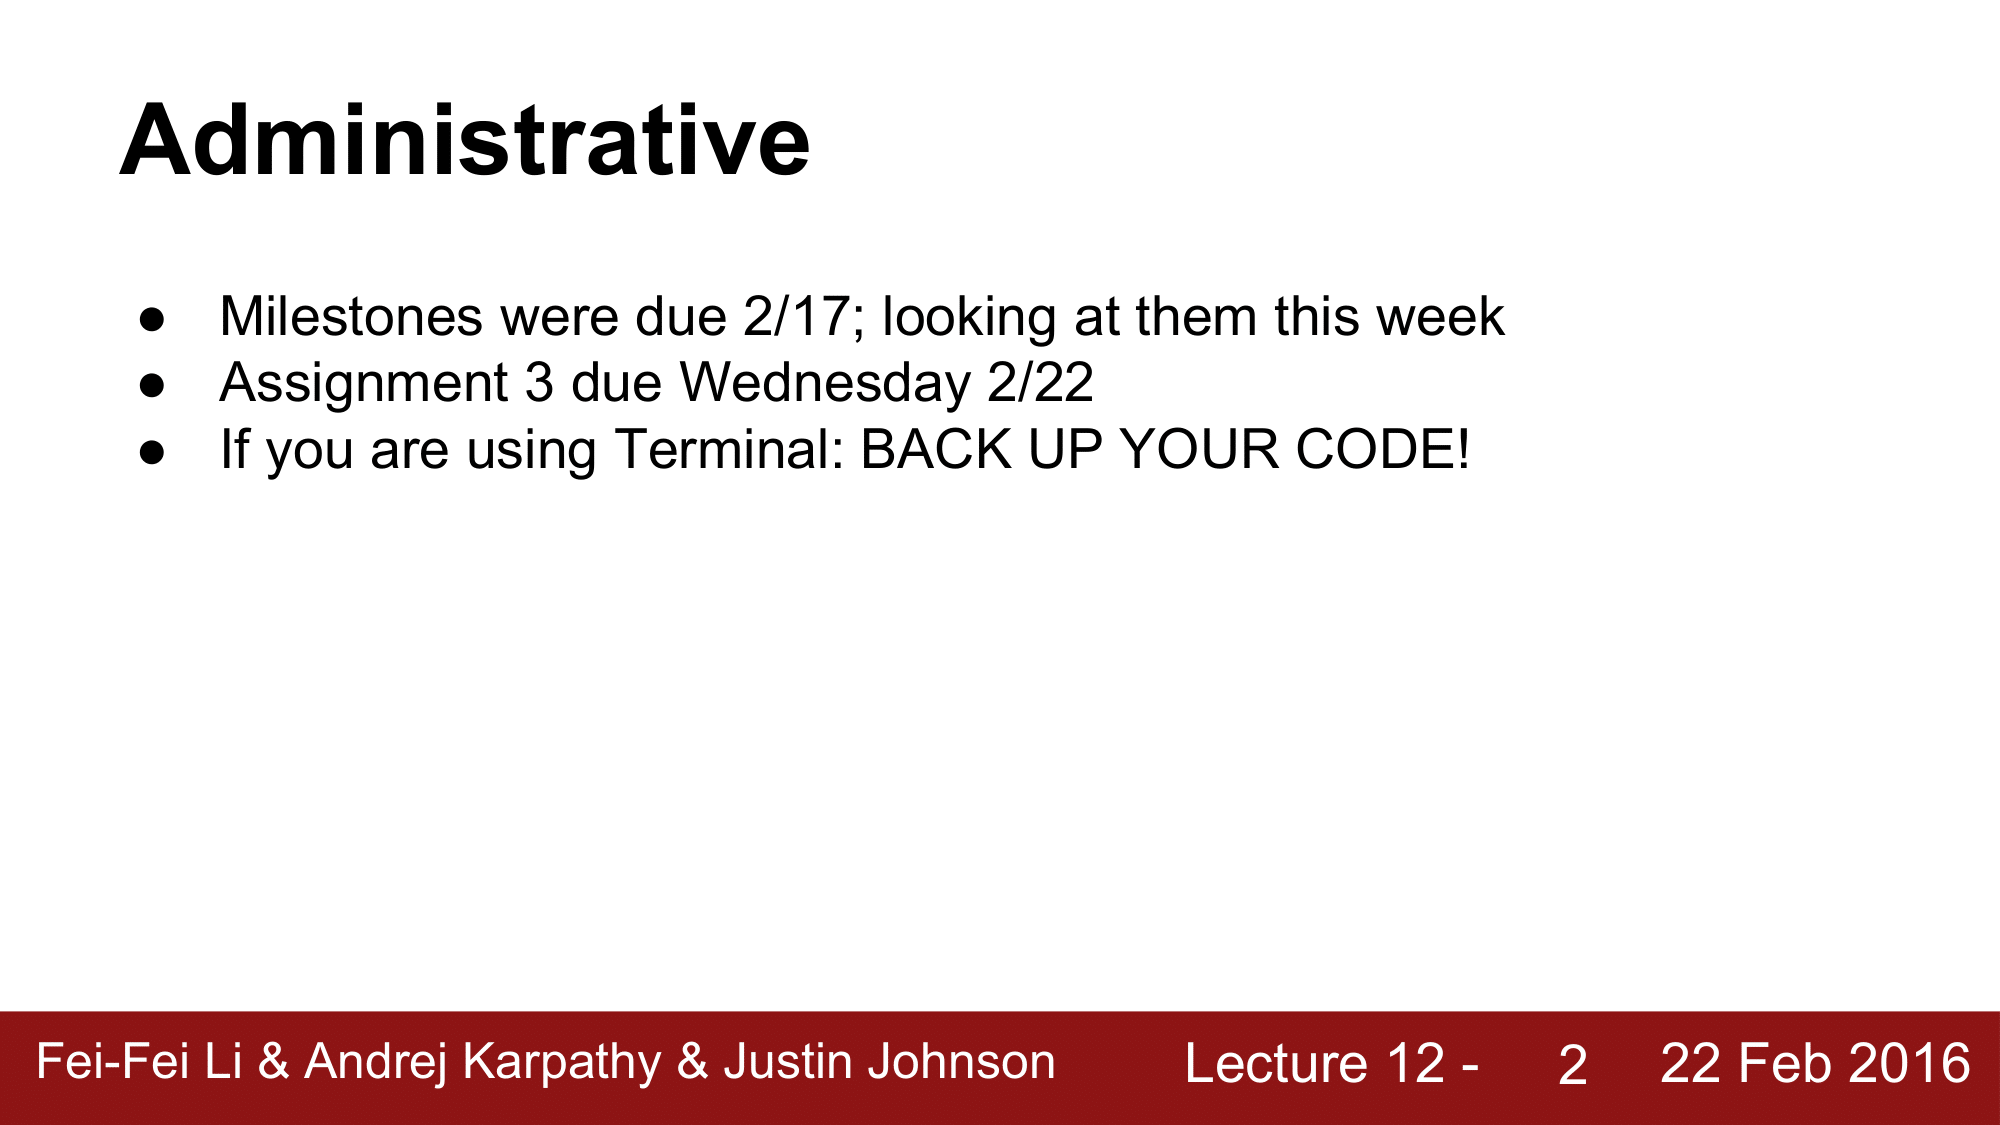 Administrative
● Milestones were due 2/17; looking at them this week
● Assignment 3 due Wednesday 2/22
● If you are using Terminal: BACK UP YOUR CODE!
Fei-Fei Li & Andrej Karpathy & Justin Johnson Lecture 12 - 2 22 Feb 2016